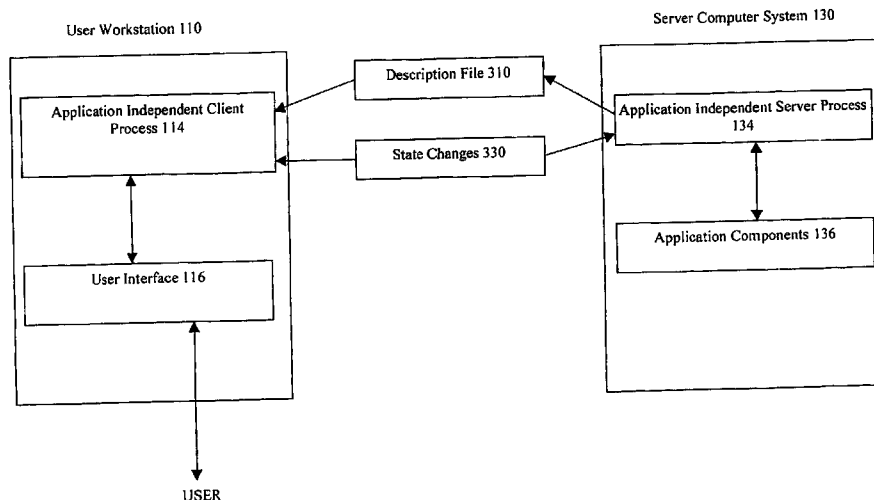 User Workstation 110
Server Computer System 130
Description File 310
Application Independent Client
Process 114
Application Independent Server Process
134
State Changes 330
User Interface 116
Application Components 136
USER